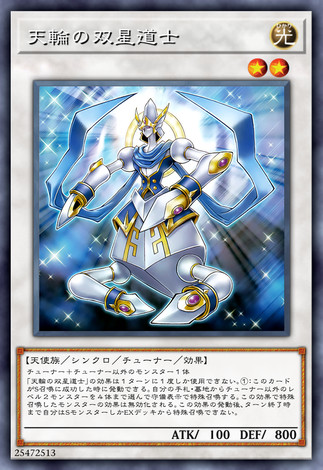 天輪の双星道士
光
【天使族／シンクロ／チューナー／効果】
チューナー＋チューナー以外のモンスター１体
「天輪の双星道士」の効果は１ターンに１度しか使用できない。①：このカード
がＳ召喚に成功した時に発動できる。自分の手札・墓地からチューナー以外のレ
ベル２モンスターを４体まで選んで守備表示で特殊召喚する。この効果で特殊召
喚したモンスターの効果は無効化される。この効果の発動後、ターン終了時
まで自分はＳモンスターしかEXデッキから特殊召喚できない。
ATK/ 100 DEF/ 800
25472513